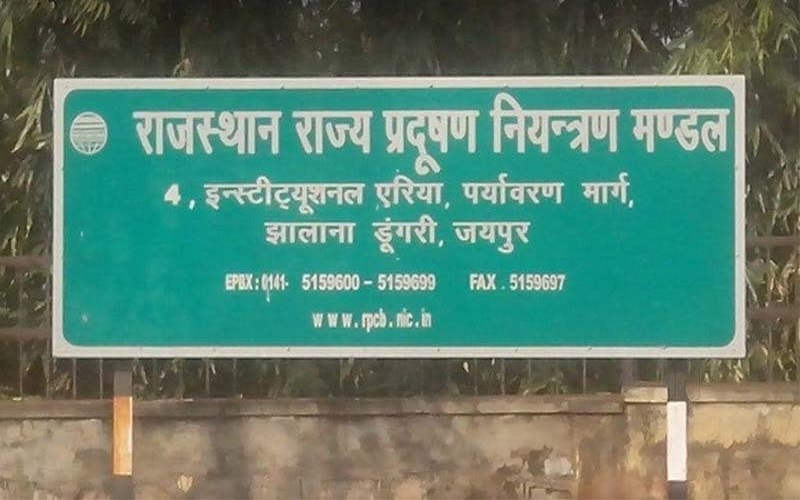 राजस्थान राज्य प्रदूषण नियन्त्रण मण्डल
4, इन्स्टीट्यूशनल एरिया, पर्यावरण मार्ग,
झालाना डूंगरी, जयपुर
EPBX : 0141- 5159600 - 5159699 FAX . 5159697
www.rpcb.nic.in